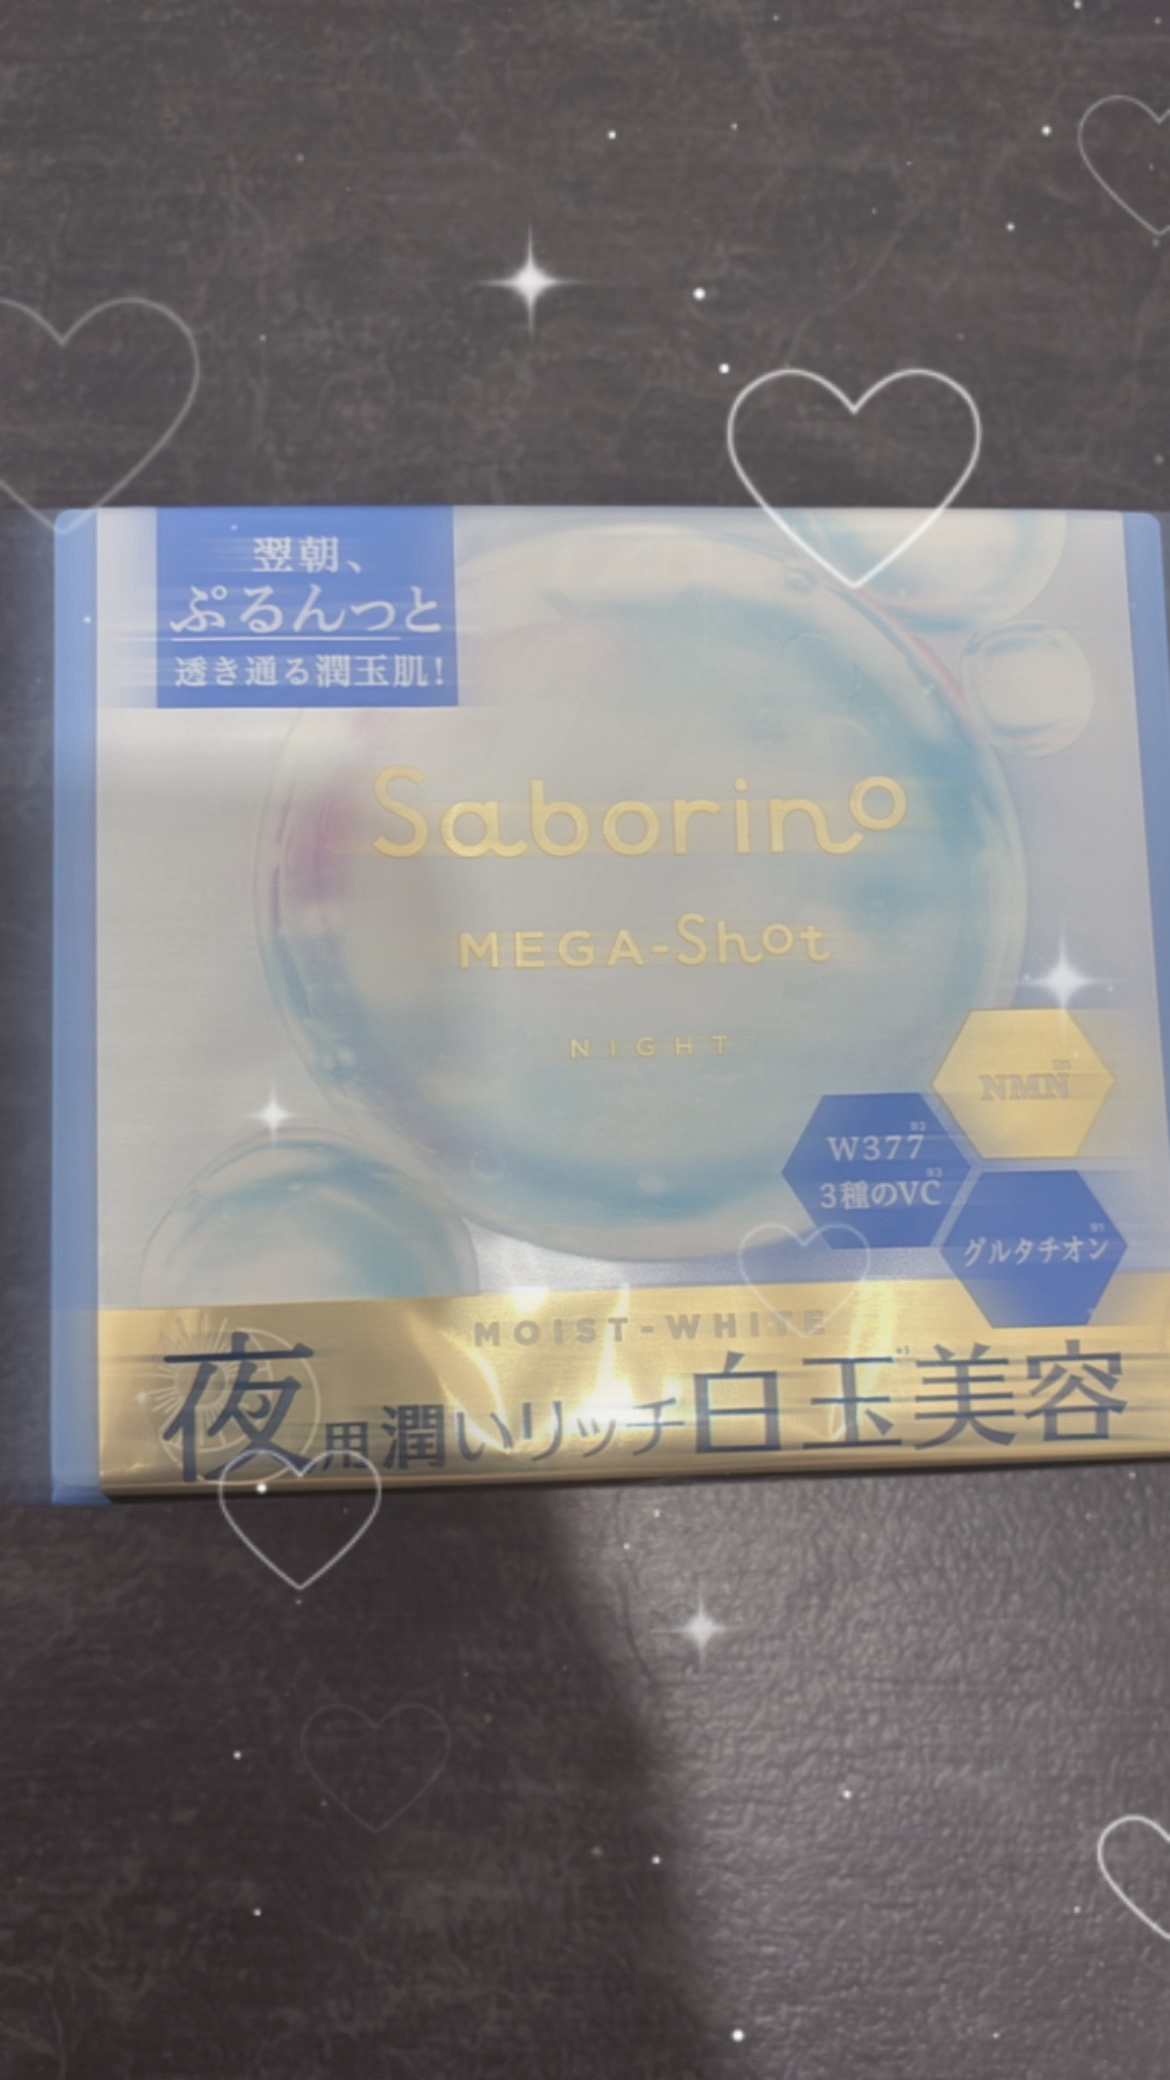 翌朝、
ぷるんっと
透き通る潤玉肌!
Saborino
MEGA-Shot
NIGHT
NMN
W377
3種のVC
グルタチオン
MOIST-WHITE
夜用潤いリッチ白玉美容